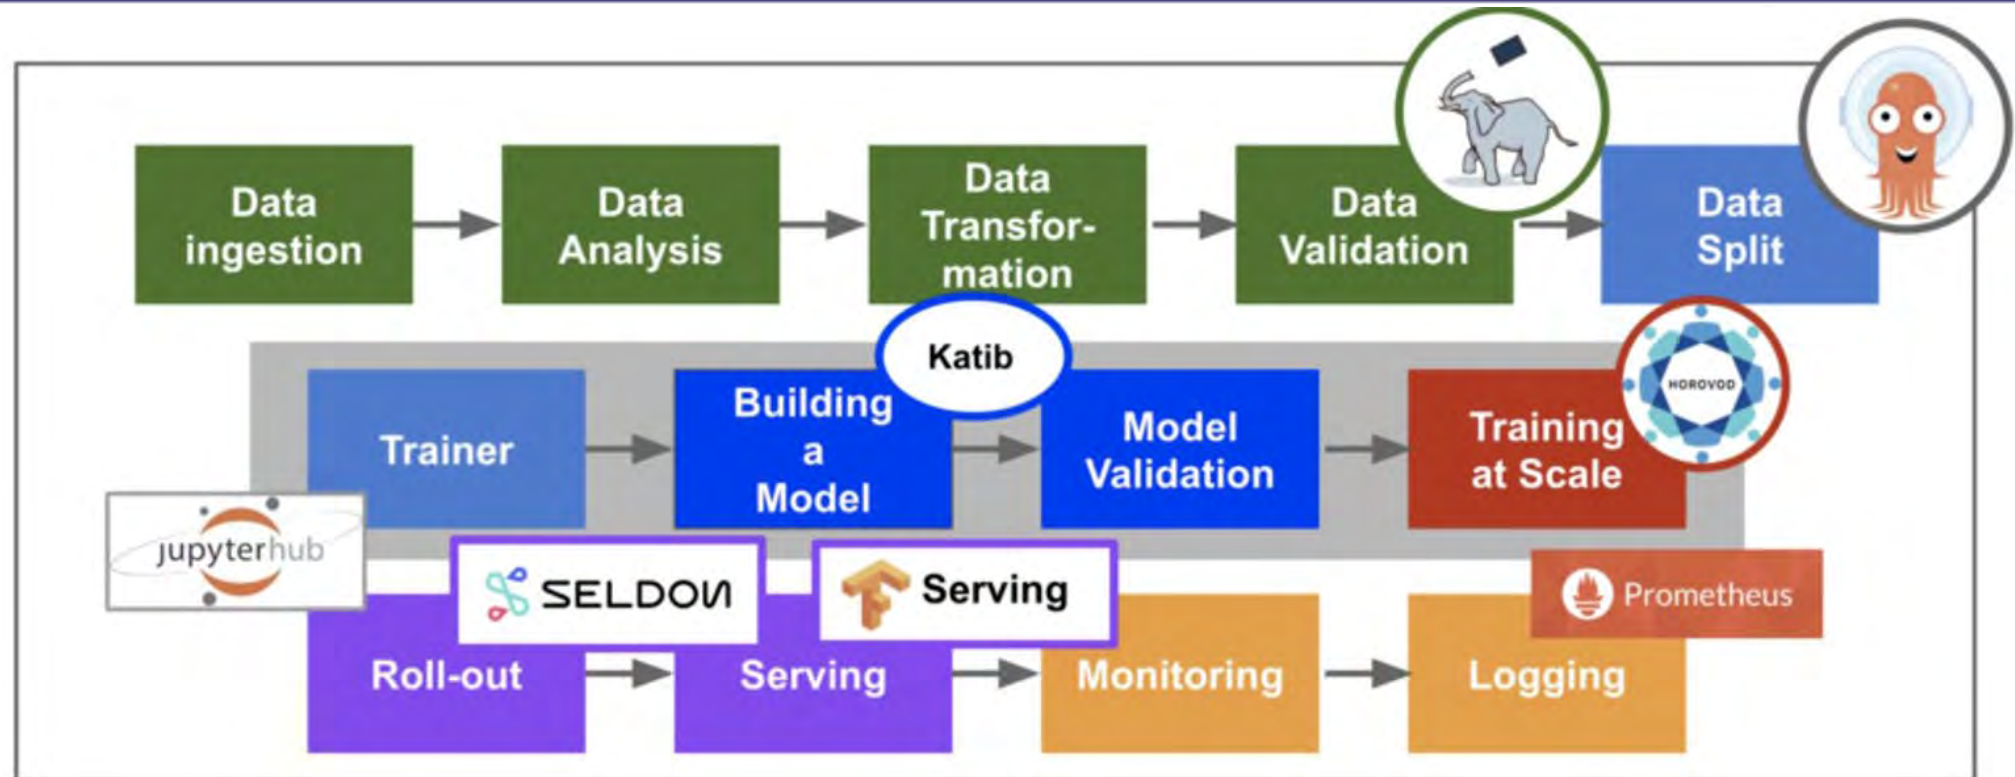 Data
ingestion
Data
Analysis
Data
Transfor-
mation
Data
Validation
Data
Split
Katib
Trainer
Building
a
Model
Model
Validation
Training
at Scale
HOROVOD
jupyterhub
SELDON
Serving
Prometheus
Roll-out
Serving
Monitoring
Logging